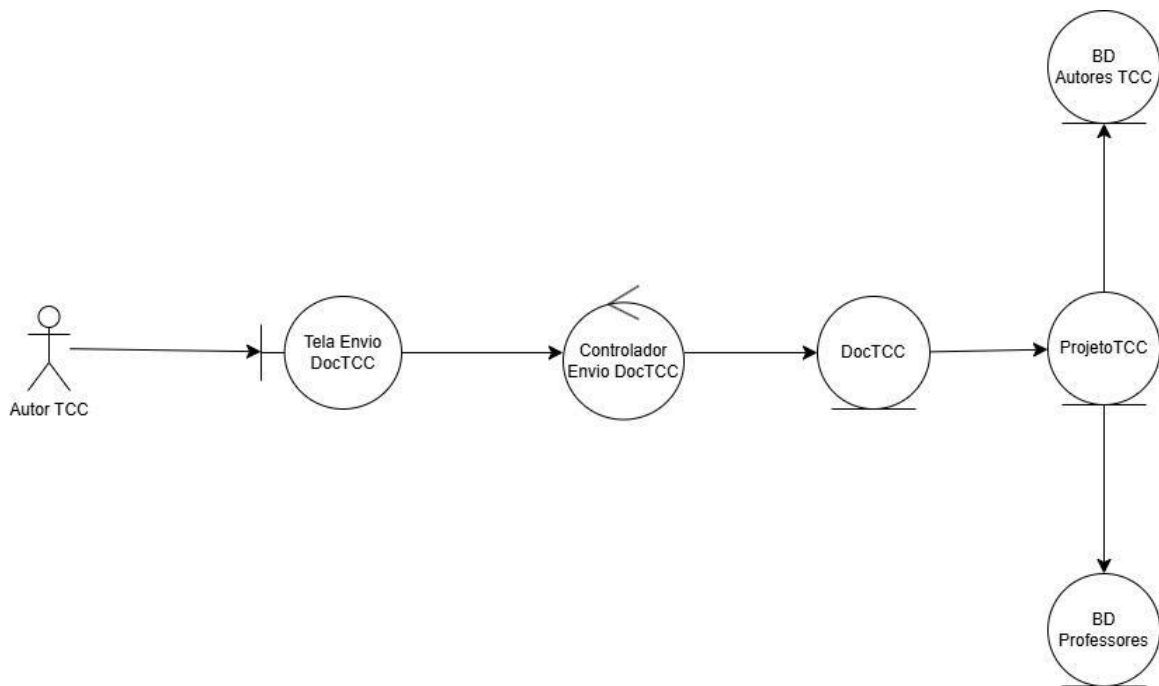 BD
Autores TCC
Autor TCC
Tela Envio
DocTCC
Controlador
Envio DocTCC
DocTCC
ProjetoTCC
BD
Professores